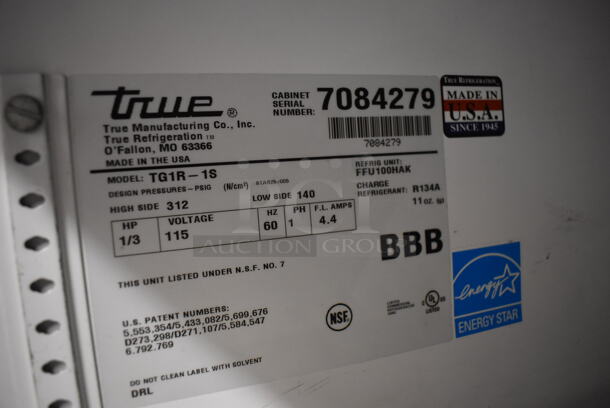 true®
True Manufacturing Co., Inc.
True Refrigeration TM
O'Fallon, MO 63366
MADE IN THE USA
CABINET SERIAL NUMBER: 7084279
7084279
TRUE REFRIGERATION
MADE IN
U.S.A.
SINCE 1945
MODEL: TG1R-1S
REFRIG UNIT:
FFU100HAK
DESIGN PRESSURES-PSIG (N/cm²)
HIGH SIDE 312
LOW SIDE 140
CHARGE
REFRIGERANT: R134A
11 oz.
HP VOLTAGE HZ PH F.L. AMPS
1/3 115 60 1 4.4
BBB
AUCTION GROUP
THIS UNIT LISTED UNDER N.S.F. NO. 7
U.S. PATENT NUMBERS:
5,553,354/5,433,082/5,699,676
D273,298/D271,107/5,584,547
6,792,769
NSF
UL
energy
ENERGY STAR
DO NOT CLEAN LABEL WITH SOLVENT
DRL